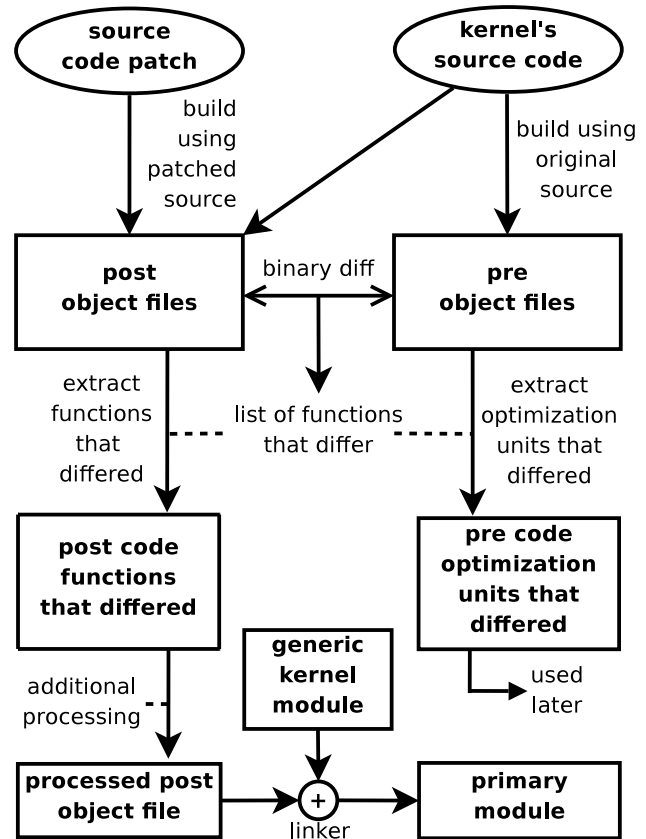 source
code patch
kernel's
source code
build
using
patched
source
build using
original
source
post
object files
binary diff
pre
object files
extract
functions
that
differed
list of functions
that differ
extract
optimization
units that
differed
post code
functions
that differed
pre code
optimization
units that
differed
generic
kernel
module
additional
processing
used
later
processed post
object file
+
linker
primary
module